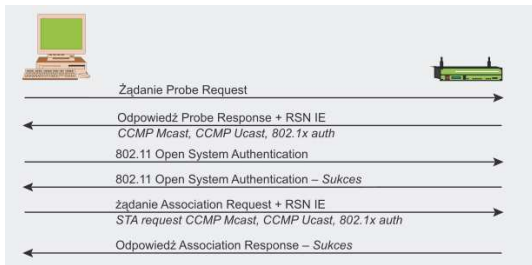 Żądanie Probe Request
Odpowiedź Probe Response + RSN IE
CCMP Mcast, CCMP Ucast, 802.1x auth
802.11 Open System Authentication
802.11 Open System Authentication – Sukces
żądanie Association Request + RSN IE
STA request CCMP Mcast, CCMP Ucast, 802.1x auth
Odpowiedź Association Response – Sukces